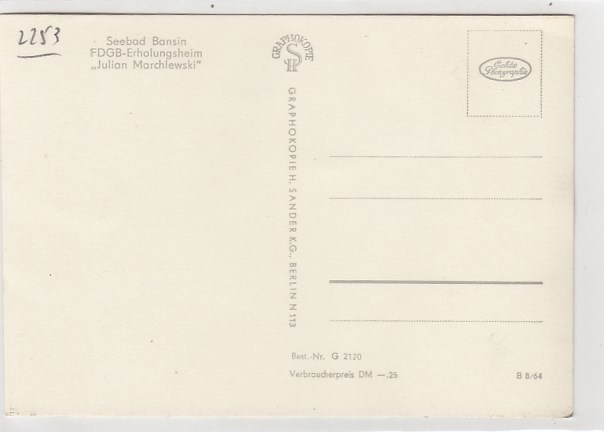 2253
Seebad Bansin
FDGB-Erholungsheim
„Julian Marchlewski"
GRAPHOKOPIE
GRAPHOKOPIE H. SANDER K.G., BERLIN N 113
Echte
Photographie
Best.-Nr. G 2120
Verbraucherpreis DM —.25
B 8/64